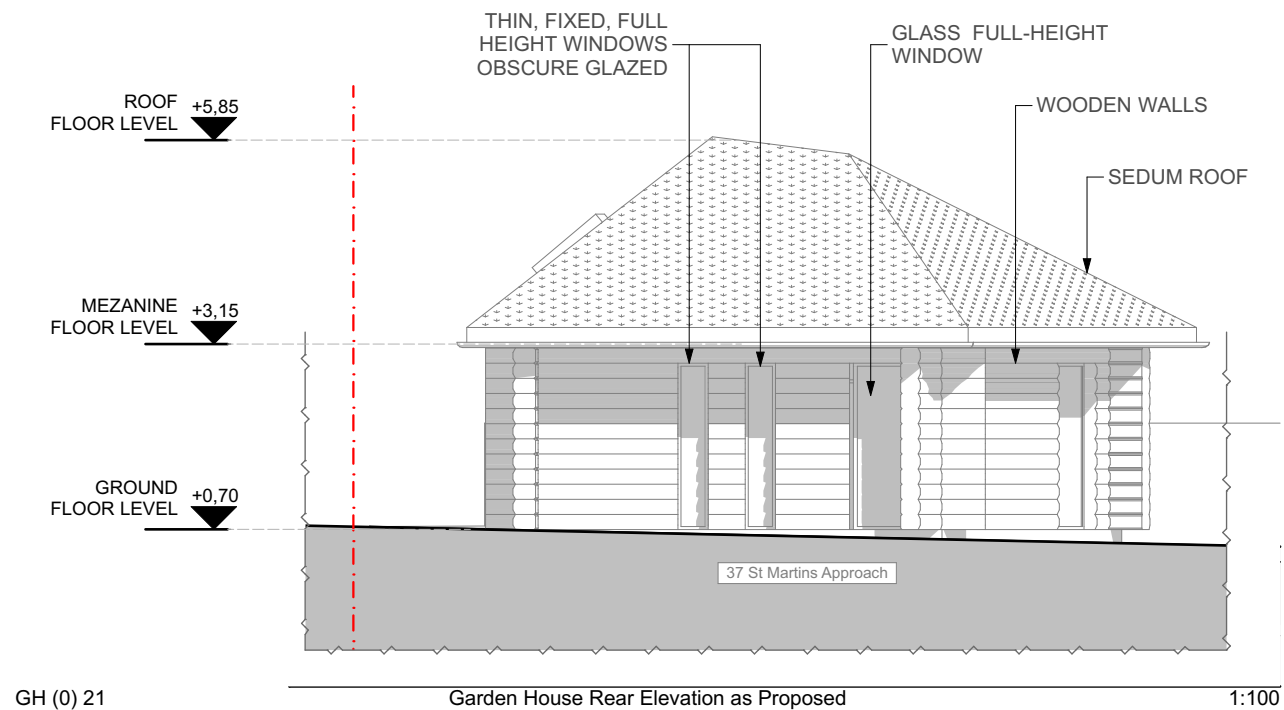 THIN, FIXED, FULL
HEIGHT WINDOWS
OBSCURE GLAZED
GLASS FULL-HEIGHT
WINDOW
ROOF
FLOOR LEVEL
+5,85
WOODEN WALLS
SEDUM ROOF
MEZANINE
FLOOR LEVEL
+3,15
GROUND
FLOOR LEVEL
+0,70
37 St Martins Approach
GH (0) 21
Garden House Rear Elevation as Proposed
1:100